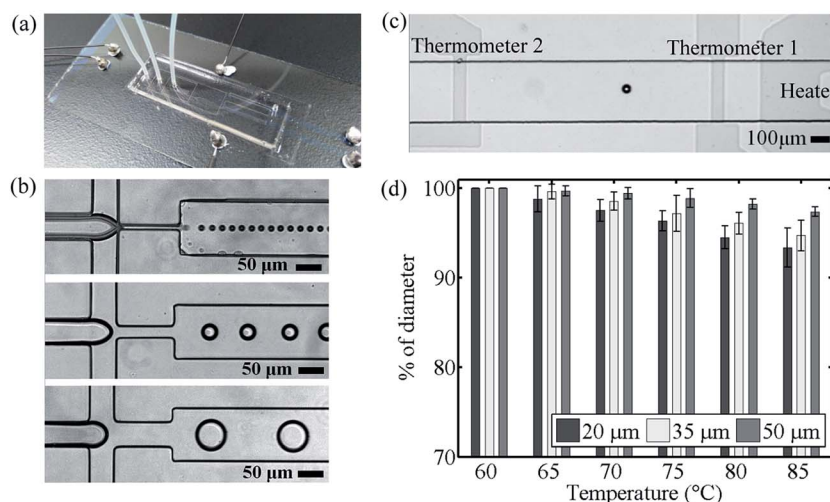 (a)
(b)
50 μm
50 μm
50 μm
(c)
Thermometer 2
Thermometer 1
Heate
100μm
(d)
% of diameter
100
90
80
70
20 μm
35 μm
50 μm
60
65
70
75
80
85
Temperature (°C)